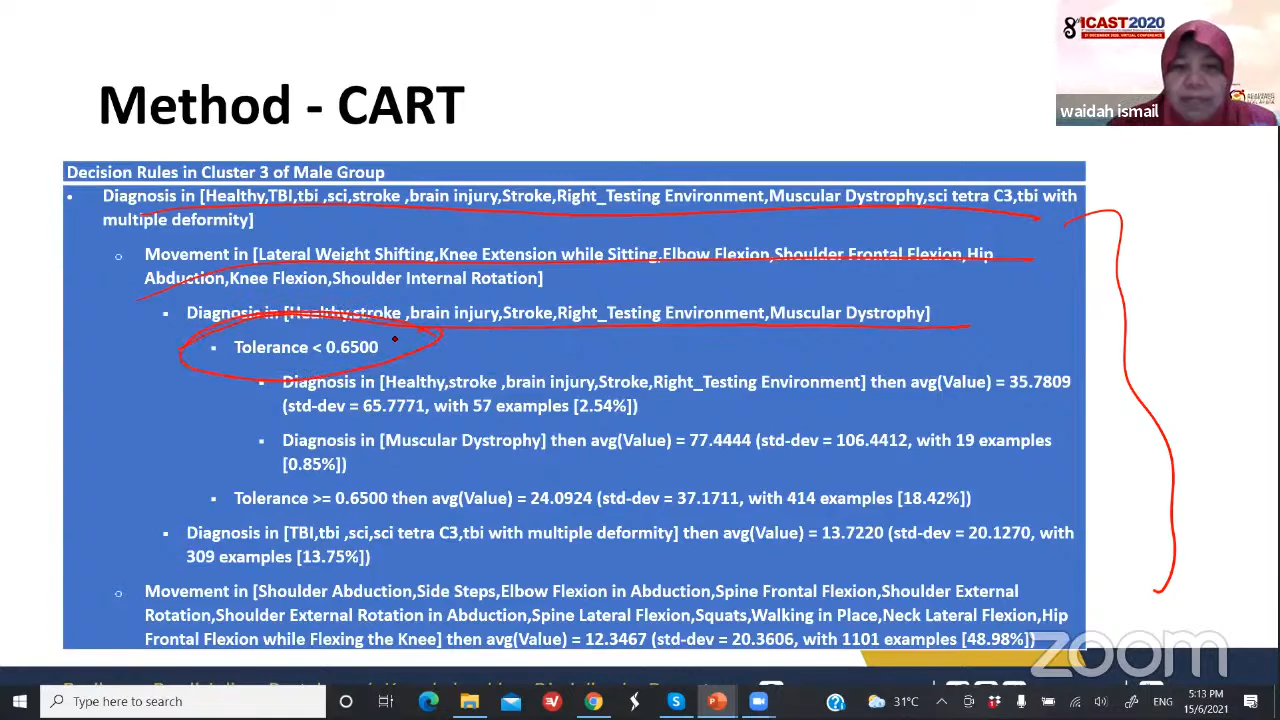 8th ICAST2020
waidah ismail
Method - CART
Decision Rules in Cluster 3 of Male Group
• Diagnosis in [Healthy,TBI,tbi ,sci,stroke ,brain injury,Stroke,Right_Testing Environment,Muscular Dystrophy,sci tetra C3,tbi with
multiple deformity]
Movement in [Lateral Weight Shifting,Knee Extension while Sitting,Elbow Flexion,Shoulder Frontal Flexion,Hip
Abduction,Knee Flexion,Shoulder Internal Rotation]
Diagnosis in [Healthy,stroke ,brain injury,Stroke,Right_Testing Environment,Muscular Dystrophy]
Tolerance < 0.6500
Diagnosis in [Healthy,stroke ,brain injury,Stroke,Right_Testing Environment] then avg(Value) = 35.7809
(std-dev = 65.7771, with 57 examples [2.54%])
Diagnosis in [Muscular Dystrophy] then avg(Value) = 77.4444 (std-dev = 106.4412, with 19 examples
[0.85%])
Tolerance >= 0.6500 then avg(Value) = 24.0924 (std-dev = 37.1711, with 414 examples [18.42%])
Diagnosis in [TBI,tbi ,sci,sci tetra C3,tbi with multiple deformity] then avg(Value) = 13.7220 (std-dev = 20.1270, with
309 examples [13.75%])
Movement in [Shoulder Abduction,Side Steps,Elbow Flexion in Abduction,Spine Frontal Flexion,Shoulder External
Rotation,Shoulder External Rotation in Abduction,Spine Lateral Flexion,Squats,Walking in Place,Neck Lateral Flexion,Hip
Frontal Flexion while Flexing the Knee] then avg(Value) = 12.3467 (std-dev = 20.3606, with 1101 examples [48.98%])
zoom
Type here to search
31°C
ENG
5:13 PM
15/6/2021